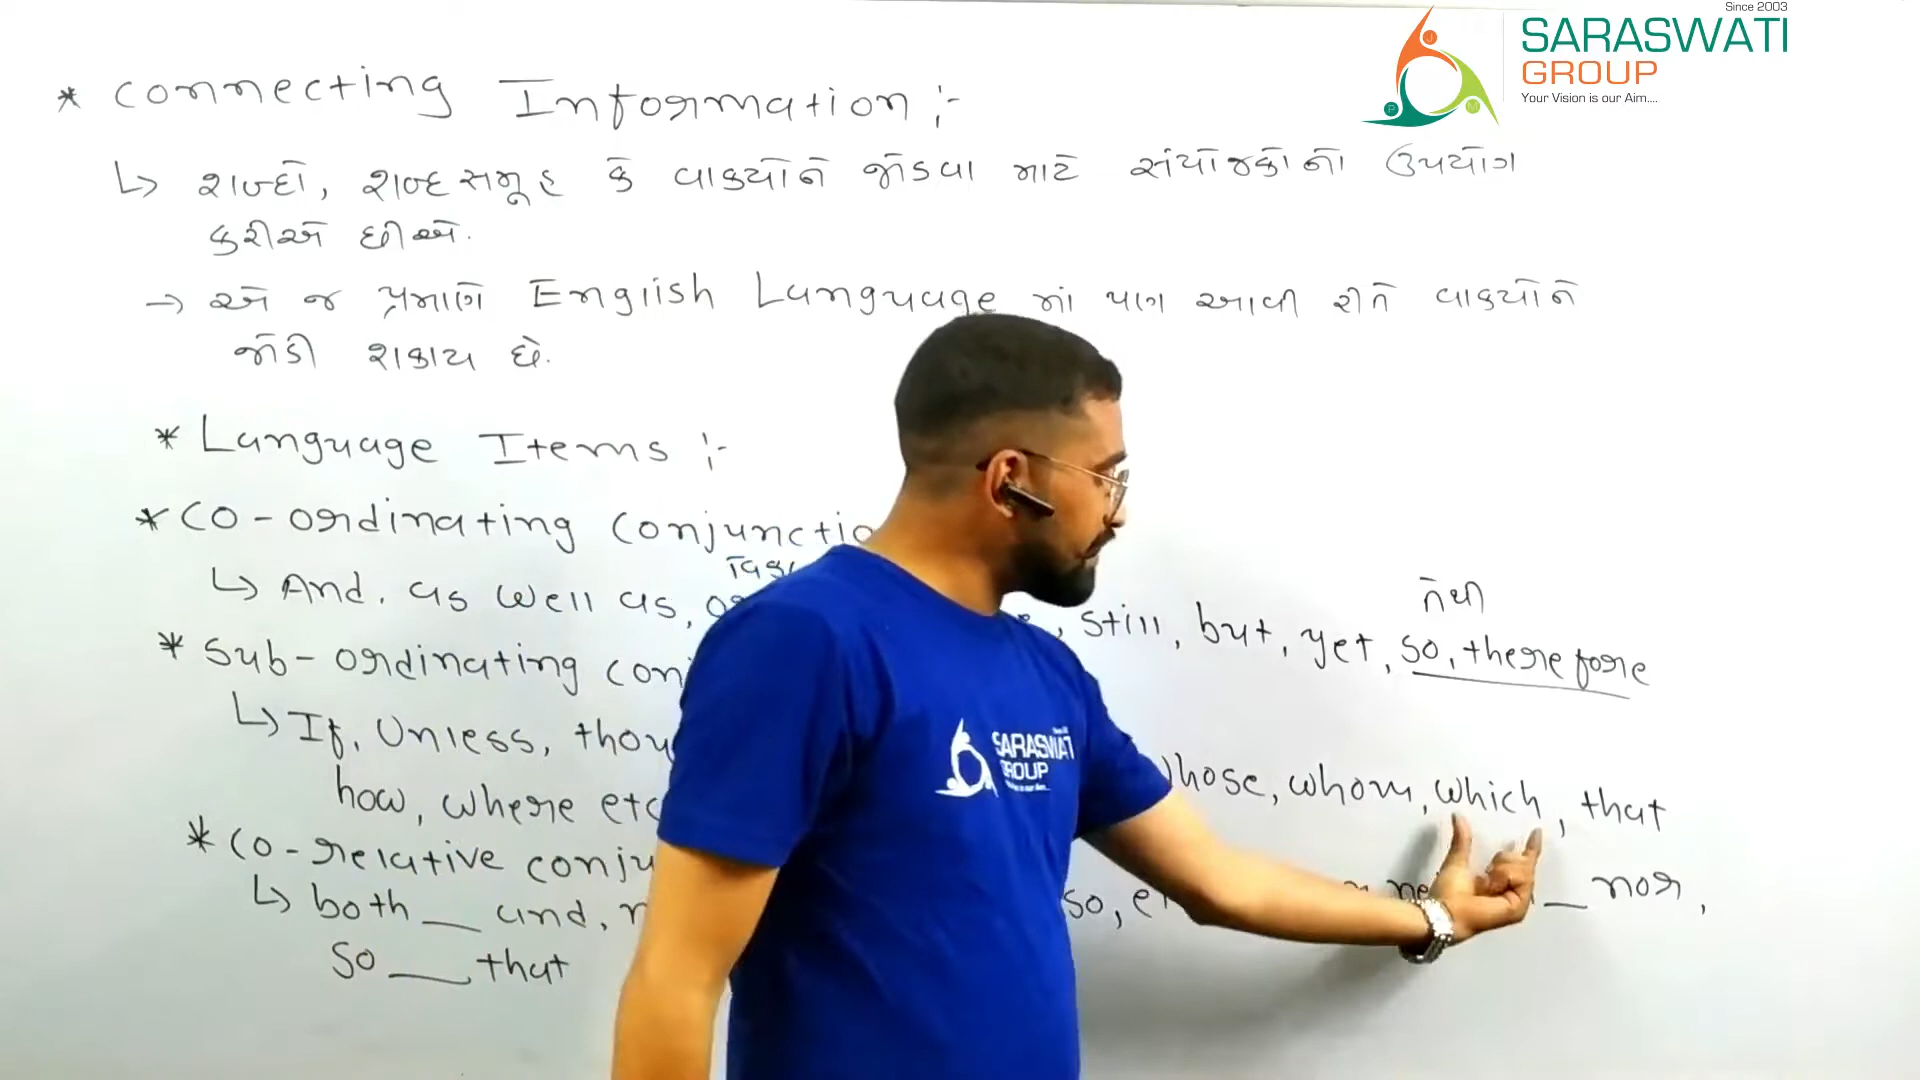 Since 2003
SARASWATI
GROUP
Your Vision is our Aim....
* Connecting Information :-
↳ શબ્દો, શબ્દસમૂહ કે વાક્યોને જોડવા માટે સંયોજકોનો ઉપયોગ
કરીએ છીએ.
→ એ જ પ્રમાણે English Language માં પણ આવી રીતે વાક્યોને
જોડી શકાય છે.
* Language Items :-
* Co-ordinating Conjunctio
↳ And, as well as, still, but, yet, so, therefore
તેથી
* Sub-ordinating con
↳ If, Unless, thou whose, whom, which, that
how, where etc
* Co-relative conju
↳ both __ and, so, nor,
so __ that
SARASWATI
GROUP